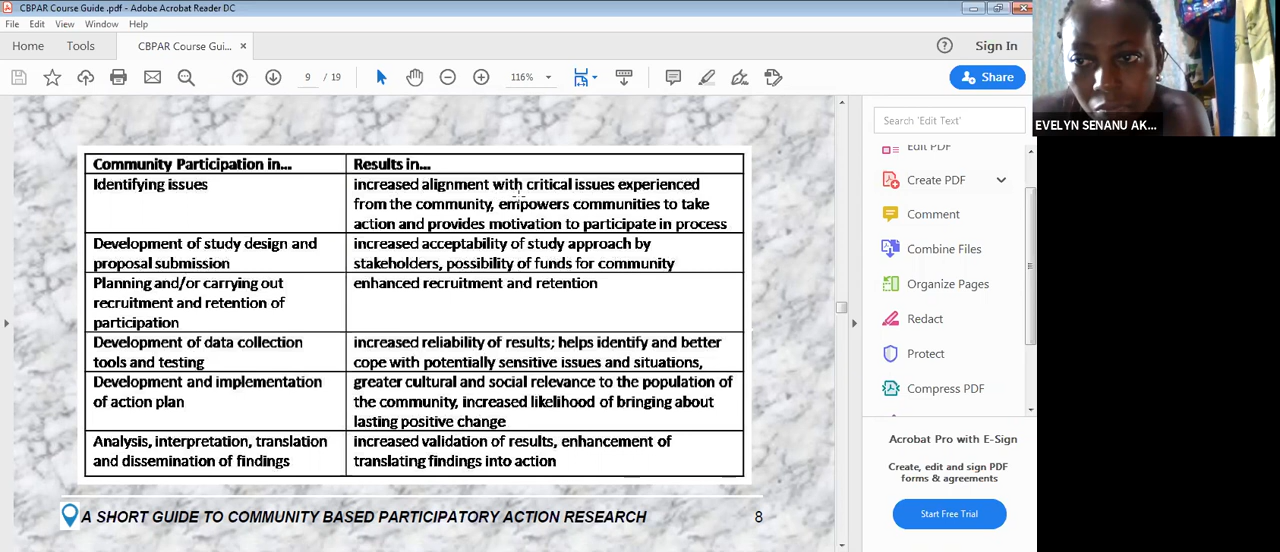 CBPAR Course Guide .pdf - Adobe Acrobat Reader DC
File Edit View Window Help
Home Tools CBPAR Course Gui... × Sign In
9 / 19 116% Share
Search 'Edit Text'
Edit PDF
Create PDF
Comment
Combine Files
Organize Pages
Redact
Protect
Compress PDF
Acrobat Pro with E-Sign
Create, edit and sign PDF
forms & agreements
Start Free Trial
EVELYN SENANU AK...
Community Participation in... Results in...
Identifying issues increased alignment with critical issues experienced
from the community, empowers communities to take
action and provides motivation to participate in process
Development of study design and increased acceptability of study approach by
proposal submission stakeholders, possibility of funds for community
Planning and/or carrying out enhanced recruitment and retention
recruitment and retention of
participation
Development of data collection increased reliability of results; helps identify and better
tools and testing cope with potentially sensitive issues and situations,
Development and implementation greater cultural and social relevance to the population of
of action plan the community, increased likelihood of bringing about
lasting positive change
Analysis, interpretation, translation increased validation of results, enhancement of
and dissemination of findings translating findings into action
A SHORT GUIDE TO COMMUNITY BASED PARTICIPATORY ACTION RESEARCH 8